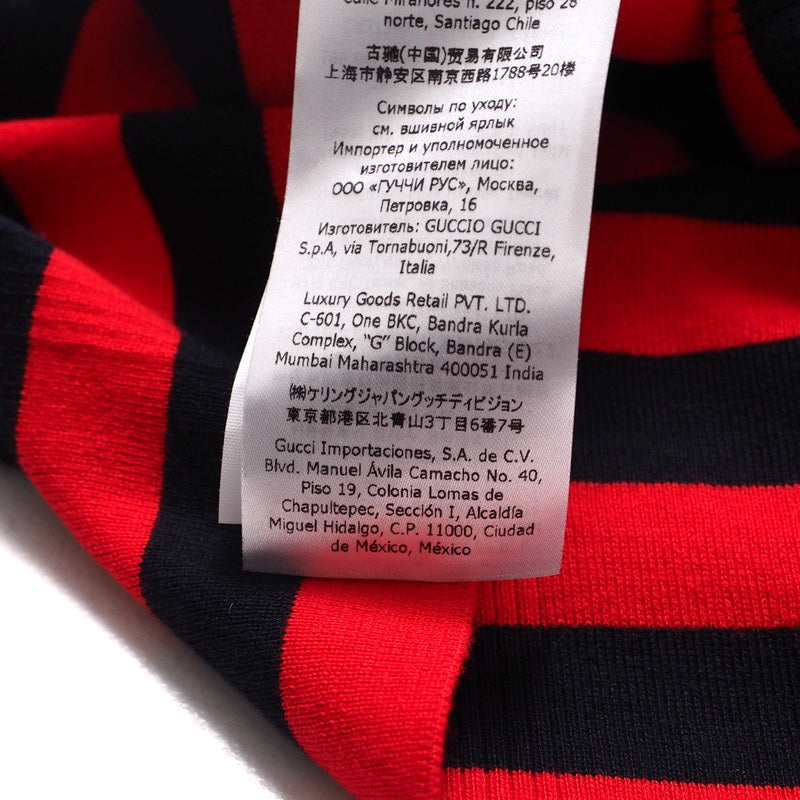 Calle Miraflores n. 222, piso 28
norte, Santiago Chile
古驰(中国)贸易有限公司
上海市静安区南京西路1788号20楼
Символы по уходу:
см. вшивной ярлык
Импортер и уполномоченное
изготовителем лицо:
ООО «ГУЧЧИ РУС», Москва,
Петровка, 16
Изготовитель: GUCCIO GUCCI
S.p.A, via Tornabuoni,73/R Firenze,
Italia
Luxury Goods Retail PVT. LTD.
C-601, One BKC, Bandra Kurla
Complex, "G" Block, Bandra (E)
Mumbai Maharashtra 400051 India
㈱ケリングジャパングッチディビジョン
東京都港区北青山3丁目6番7号
Gucci Importaciones, S.A. de C.V.
Blvd. Manuel Ávila Camacho No. 40,
Piso 19, Colonia Lomas de
Chapultepec, Sección I, Alcaldía
Miguel Hidalgo, C.P. 11000, Ciudad
de México, México